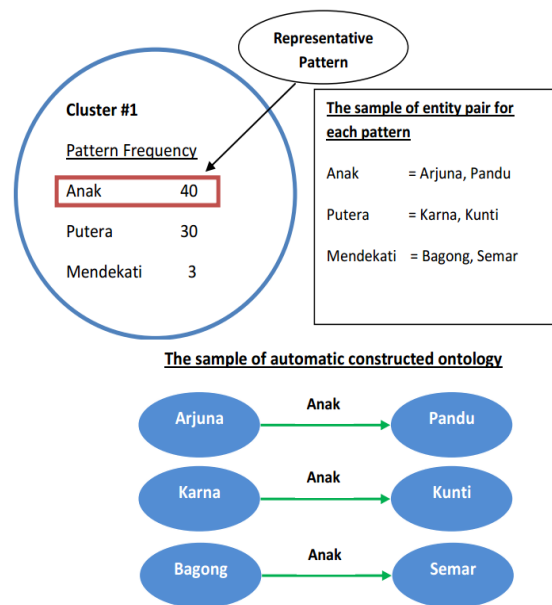 Representative
Pattern
Cluster #1
Pattern Frequency
Anak 40
Putera 30
Mendekati 3
The sample of entity pair for
each pattern
Anak = Arjuna, Pandu
Putera = Karna, Kunti
Mendekati = Bagong, Semar
The sample of automatic constructed ontology
Arjuna Anak Pandu
Karna Anak Kunti
Bagong Anak Semar